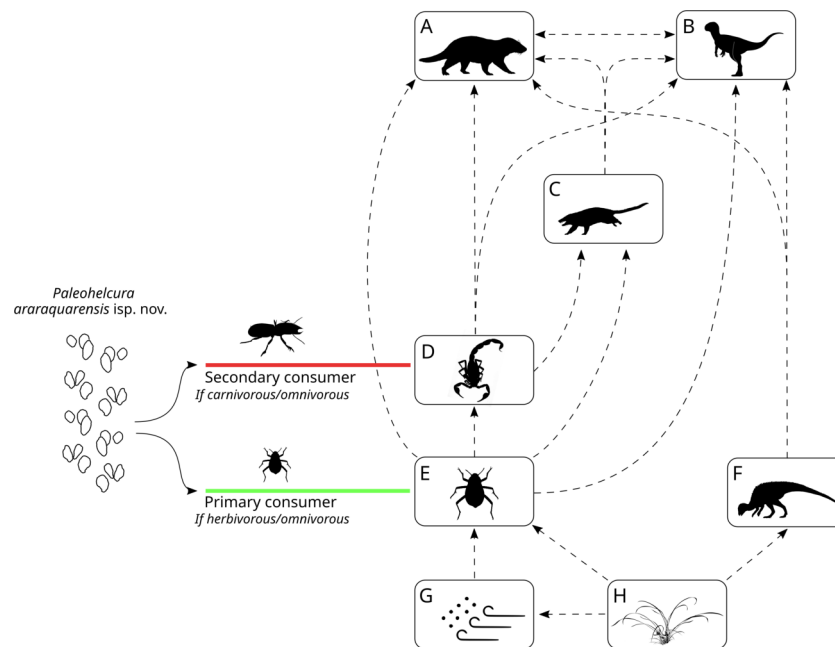 A
B
C
Paleohelcura
araraquarensis isp. nov.
D
Secondary consumer
If carnivorous/omnivorous
E
F
Primary consumer
If herbivorous/omnivorous
G
H